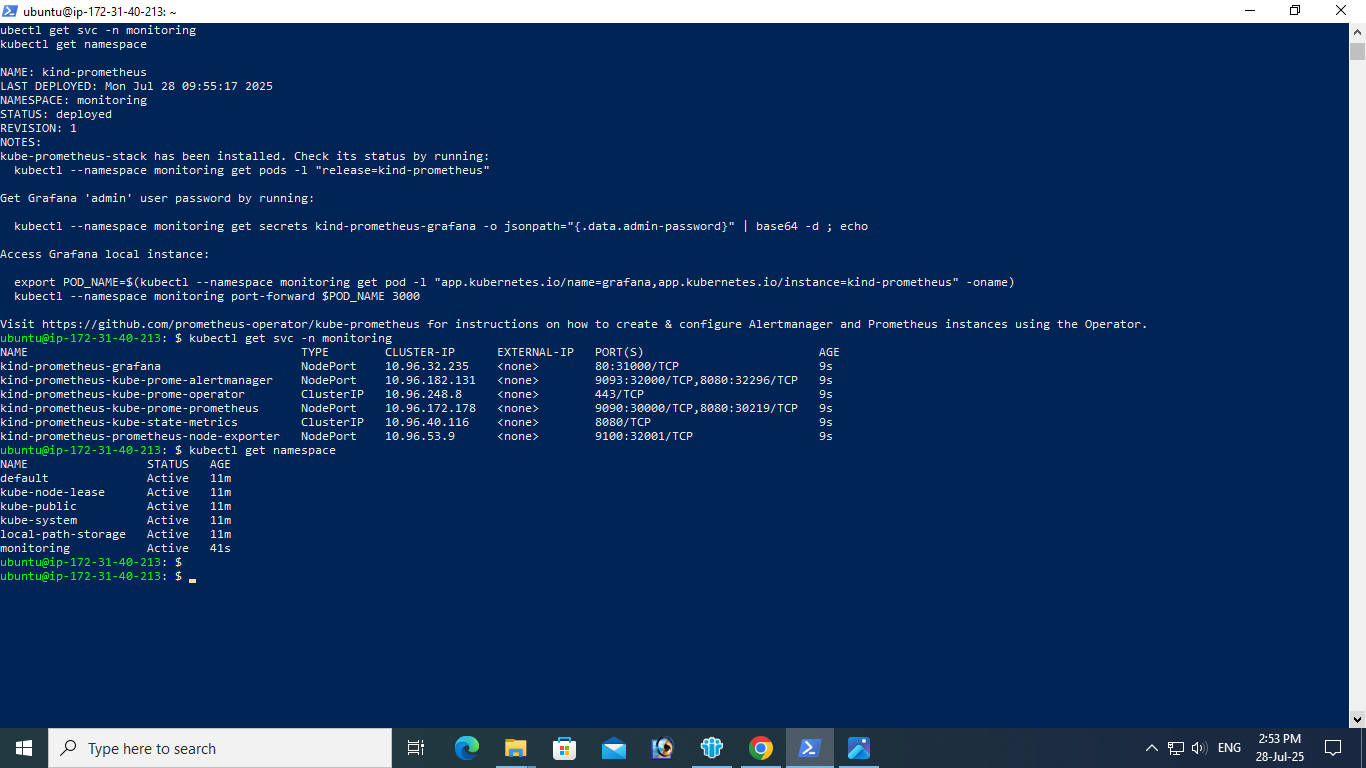 ubuntu@ip-172-31-40-213: ~
ubectl get svc -n monitoring
kubectl get namespace
NAME: kind-prometheus
LAST DEPLOYED: Mon Jul 28 09:55:17 2025
NAMESPACE: monitoring
STATUS: deployed
REVISION: 1
NOTES:
kube-prometheus-stack has been installed. Check its status by running:
  kubectl --namespace monitoring get pods -l "release=kind-prometheus"
Get Grafana 'admin' user password by running:
  kubectl --namespace monitoring get secrets kind-prometheus-grafana -o jsonpath="{.data.admin-password}" | base64 -d ; echo
Access Grafana local instance:
  export POD_NAME=$(kubectl --namespace monitoring get pod -l "app.kubernetes.io/name=grafana,app.kubernetes.io/instance=kind-prometheus" -oname)
  kubectl --namespace monitoring port-forward $POD_NAME 3000
Visit https://github.com/prometheus-operator/kube-prometheus for instructions on how to create & configure Alertmanager and Prometheus instances using the Operator.
ubuntu@ip-172-31-40-213: $ kubectl get svc -n monitoring
NAME TYPE CLUSTER-IP EXTERNAL-IP PORT(S) AGE
kind-prometheus-grafana NodePort 10.96.32.235 <none> 80:31000/TCP 9s
kind-prometheus-kube-prome-alertmanager NodePort 10.96.182.131 <none> 9093:32000/TCP,8080:32296/TCP 9s
kind-prometheus-kube-prome-operator ClusterIP 10.96.248.8 <none> 443/TCP 9s
kind-prometheus-kube-prome-prometheus NodePort 10.96.172.178 <none> 9090:30000/TCP,8080:30219/TCP 9s
kind-prometheus-kube-state-metrics ClusterIP 10.96.40.116 <none> 8080/TCP 9s
kind-prometheus-prometheus-node-exporter NodePort 10.96.53.9 <none> 9100:32001/TCP 9s
ubuntu@ip-172-31-40-213: $ kubectl get namespace
NAME STATUS AGE
default Active 11m
kube-node-lease Active 11m
kube-public Active 11m
kube-system Active 11m
local-path-storage Active 11m
monitoring Active 41s
ubuntu@ip-172-31-40-213: $
ubuntu@ip-172-31-40-213: $
Type here to search
ENG
2:53 PM
28-Jul-25